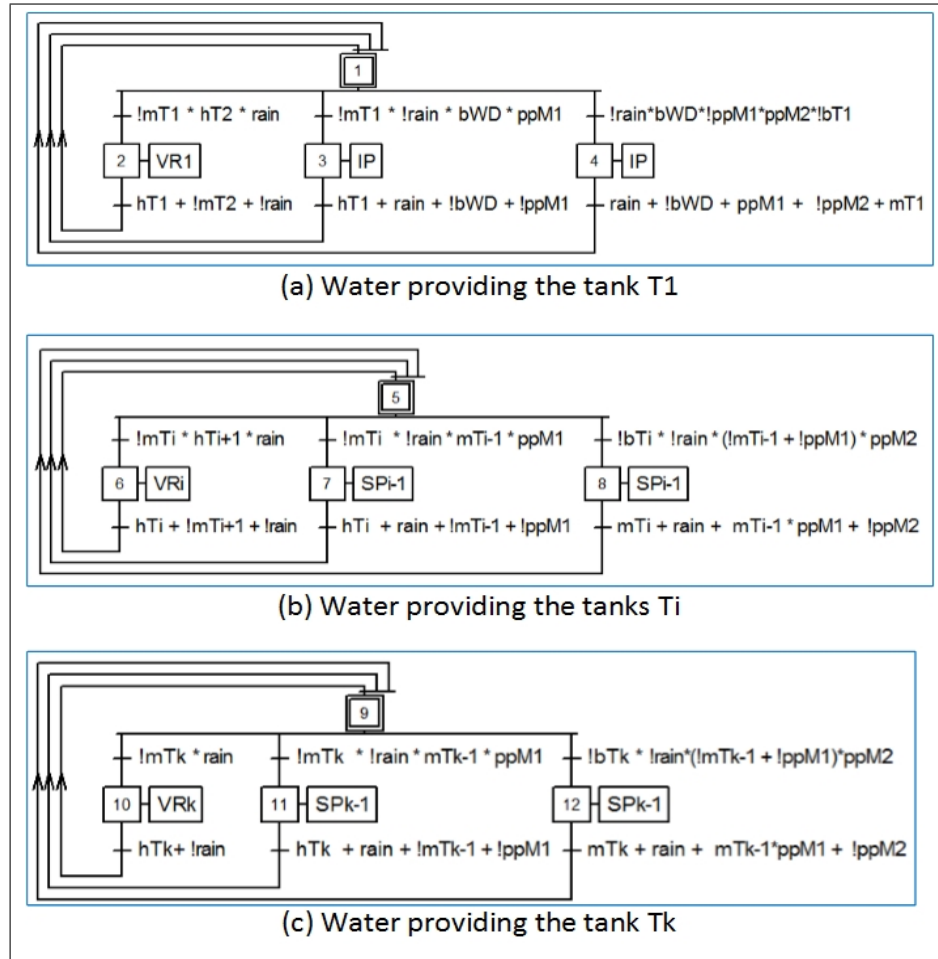 1
!mT1 * hT2 * rain !mT1 * !rain * bWD * ppM1 !rain*bWD*!ppM1*ppM2*!bT1
2 VR1 3 IP 4 IP
hT1 + !mT2 + !rain hT1 + rain + !bWD + !ppM1 rain + !bWD + ppM1 + !ppM2 + mT1
(a) Water providing the tank T1
5
!mTi * hTi+1 * rain !mTi * !rain * mTi-1 * ppM1 !bTi * !rain * (!mTi-1 + !ppM1) * ppM2
6 VRi 7 SPi-1 8 SPi-1
hTi + !mTi+1 + !rain hTi + rain + !mTi-1 + !ppM1 mTi + rain + mTi-1 * ppM1 + !ppM2
(b) Water providing the tanks Ti
9
!mTk * rain !mTk * !rain * mTk-1 * ppM1 !bTk * !rain*(!mTk-1 + !ppM1)*ppM2
10 VRk 11 SPk-1 12 SPk-1
hTk+ !rain hTk + rain + !mTk-1 + !ppM1 mTk + rain + mTk-1*ppM1 + !ppM2
(c) Water providing the tank Tk